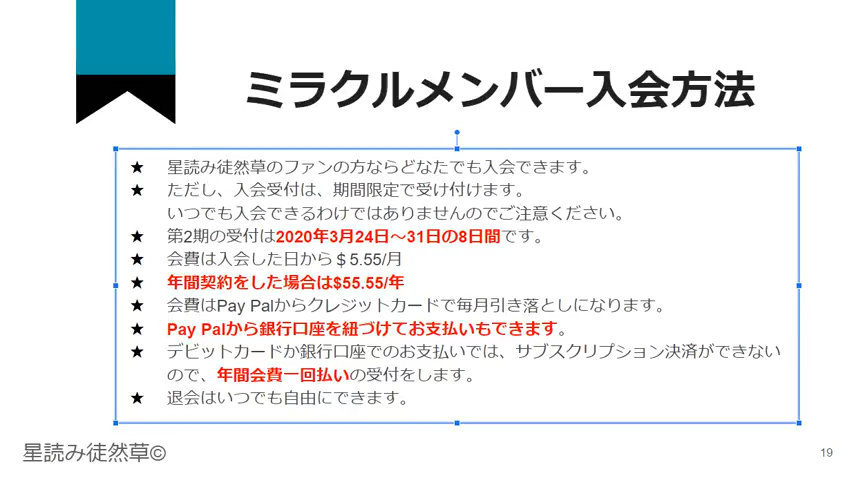 ミラクルメンバー入会方法
★ 星読み徒然草のファンの方ならどなたでも入会できます。
★ ただし、入会受付は、期間限定で受け付けます。
いつでも入会できるわけではありませんのでご注意ください。
★ 第2期の受付は2020年3月24日〜31日の8日間です。
★ 会費は入会した日から＄5.55/月
★ 年間契約をした場合は$55.55/年
★ 会費はPay Palからクレジットカードで毎月引き落としになります。
★ Pay Palから銀行口座を紐づけてお支払いもできます。
★ デビットカードか銀行口座でのお支払いでは、サブスクリプション決済ができない
ので、年間会費一回払いの受付をします。
★ 退会はいつでも自由にできます。
星読み徒然草©
19